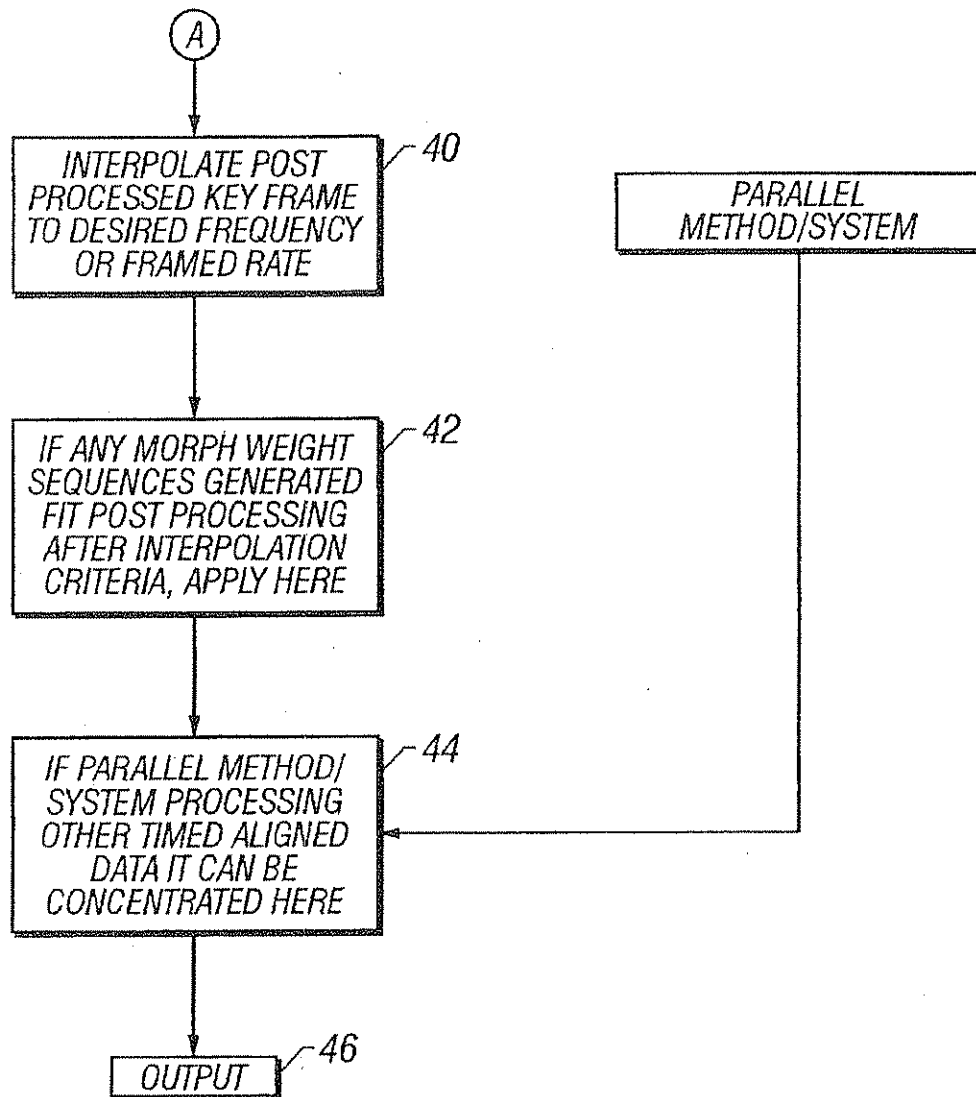 A
INTERPOLATE POST
PROCESSED KEY FRAME
TO DESIRED FREQUENCY
OR FRAMED RATE
40
PARALLEL
METHOD/SYSTEM
IF ANY MORPH WEIGHT
SEQUENCES GENERATED
FIT POST PROCESSING
AFTER INTERPOLATION
CRITERIA, APPLY HERE
42
IF PARALLEL METHOD/
SYSTEM PROCESSING
OTHER TIMED ALIGNED
DATA IT CAN BE
CONCENTRATED HERE
44
OUTPUT
46